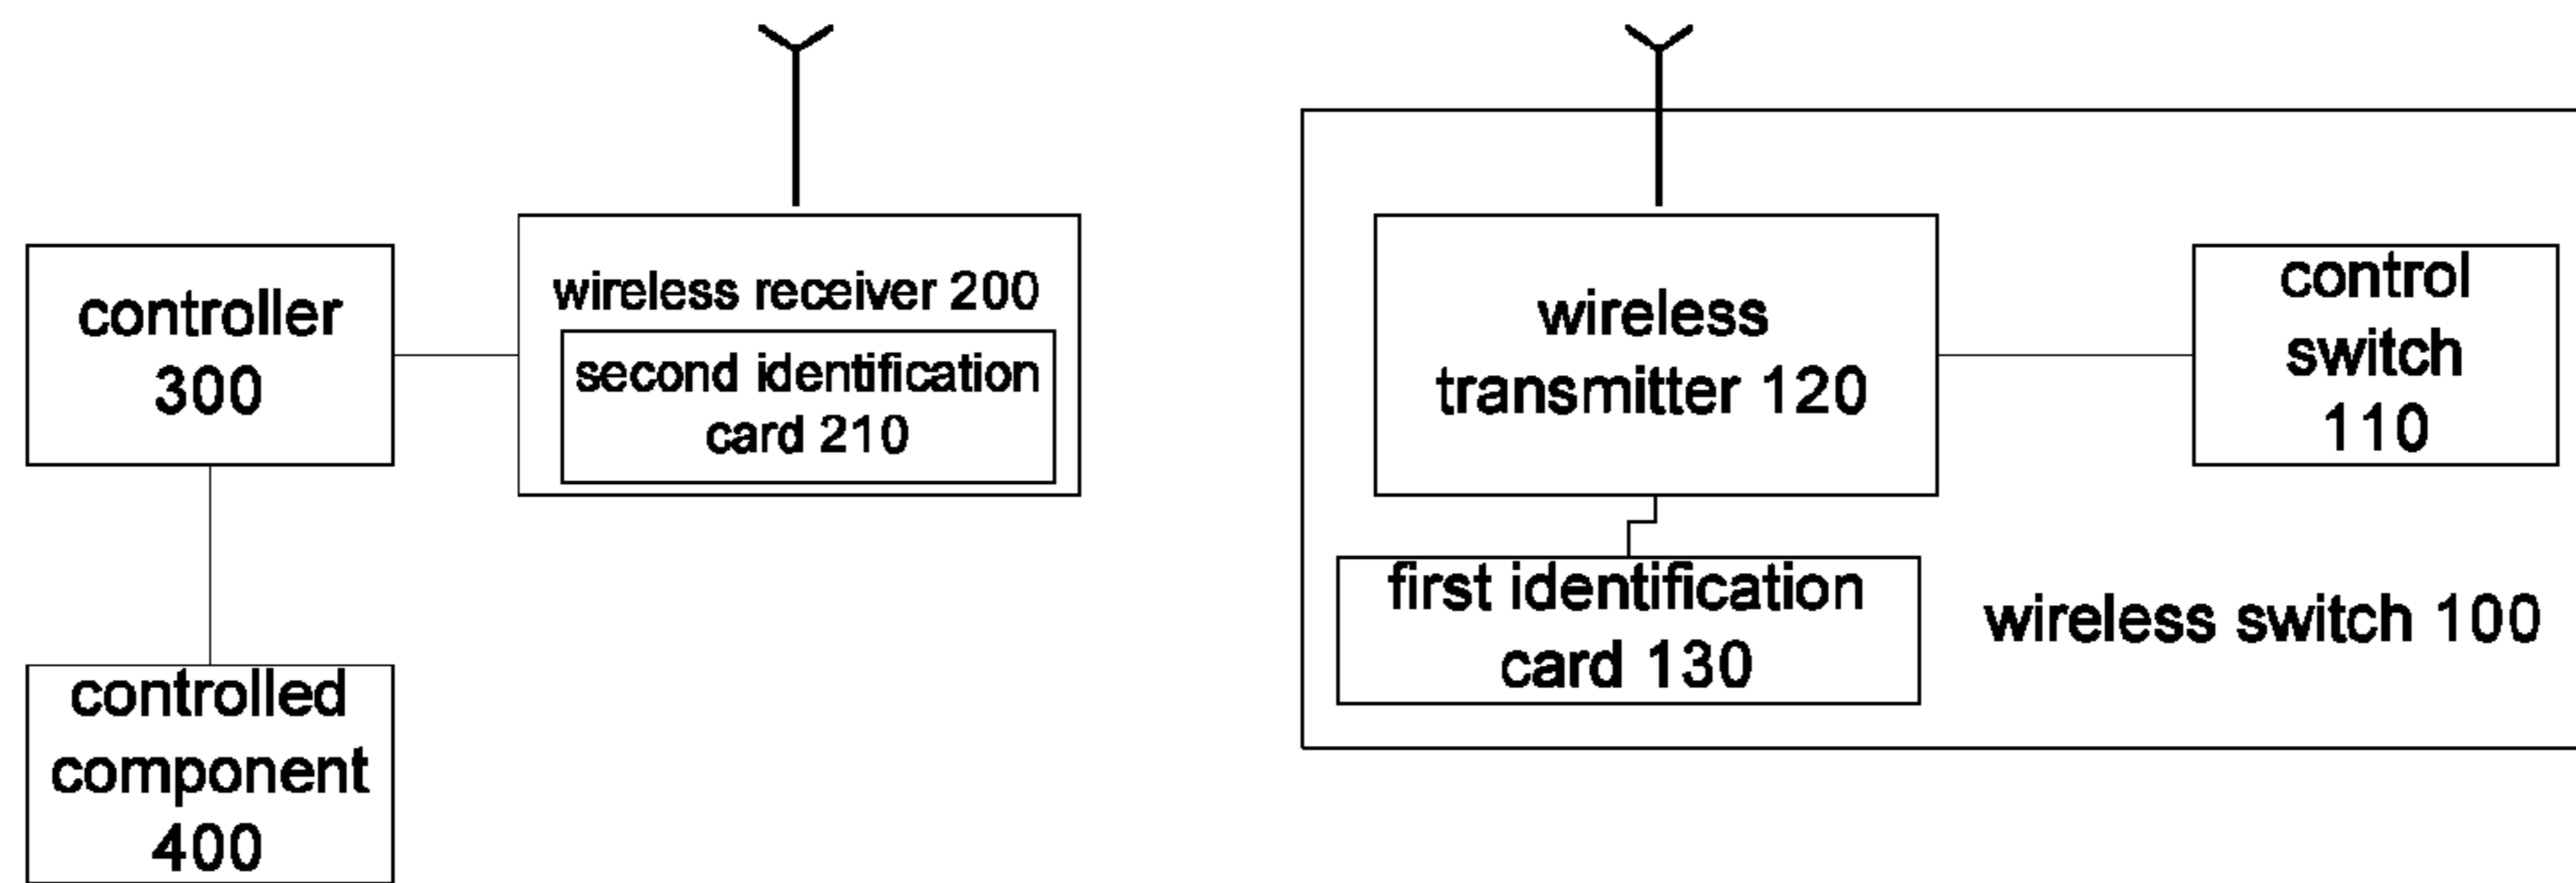 controller
300
wireless receiver 200
second identification
card 210
controlled
component
400
wireless
transmitter 120
control
switch
110
first identification
card 130
wireless switch 100